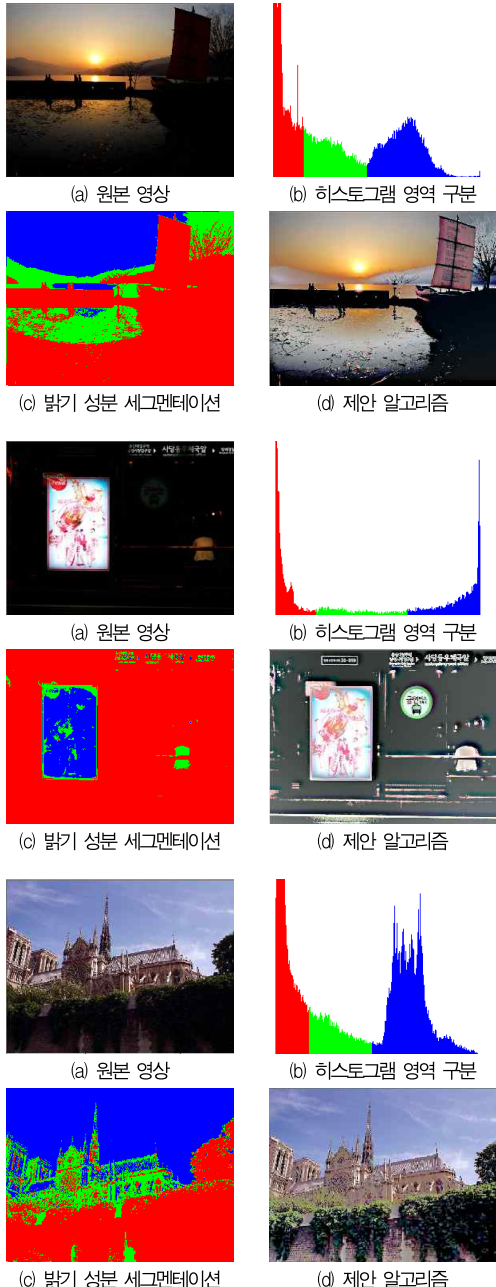 (a) 원본 영상
(b) 히스토그램 영역 구분
(c) 밝기 성분 세그멘테이션
(d) 제안 알고리즘
(a) 원본 영상
(b) 히스토그램 영역 구분
(c) 밝기 성분 세그멘테이션
(d) 제안 알고리즘
(a) 원본 영상
(b) 히스토그램 영역 구분
(c) 밝기 성분 세그멘테이션
(d) 제안 알고리즘